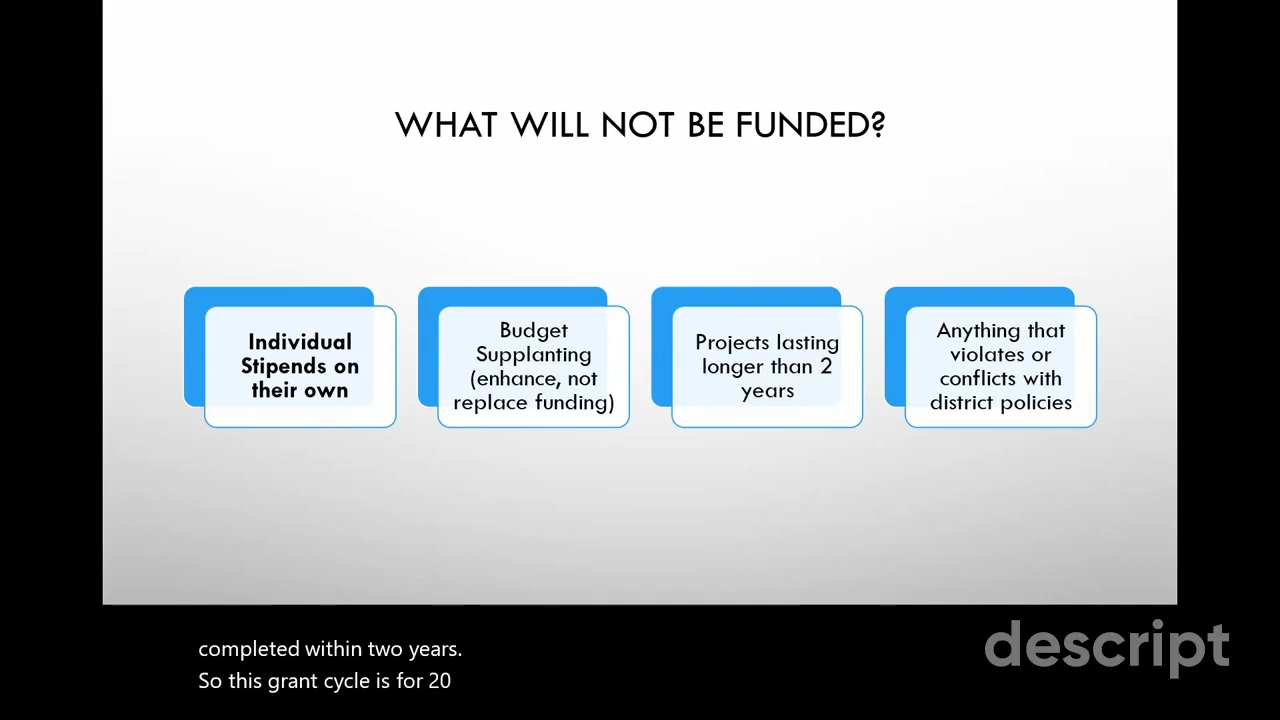 WHAT WILL NOT BE FUNDED?
Individual
Stipends on
their own
Budget
Supplanting
(enhance, not
replace funding)
Projects lasting
longer than 2
years
Anything that
violates or
conflicts with
district policies
completed within two years.
So this grant cycle is for 20
descript